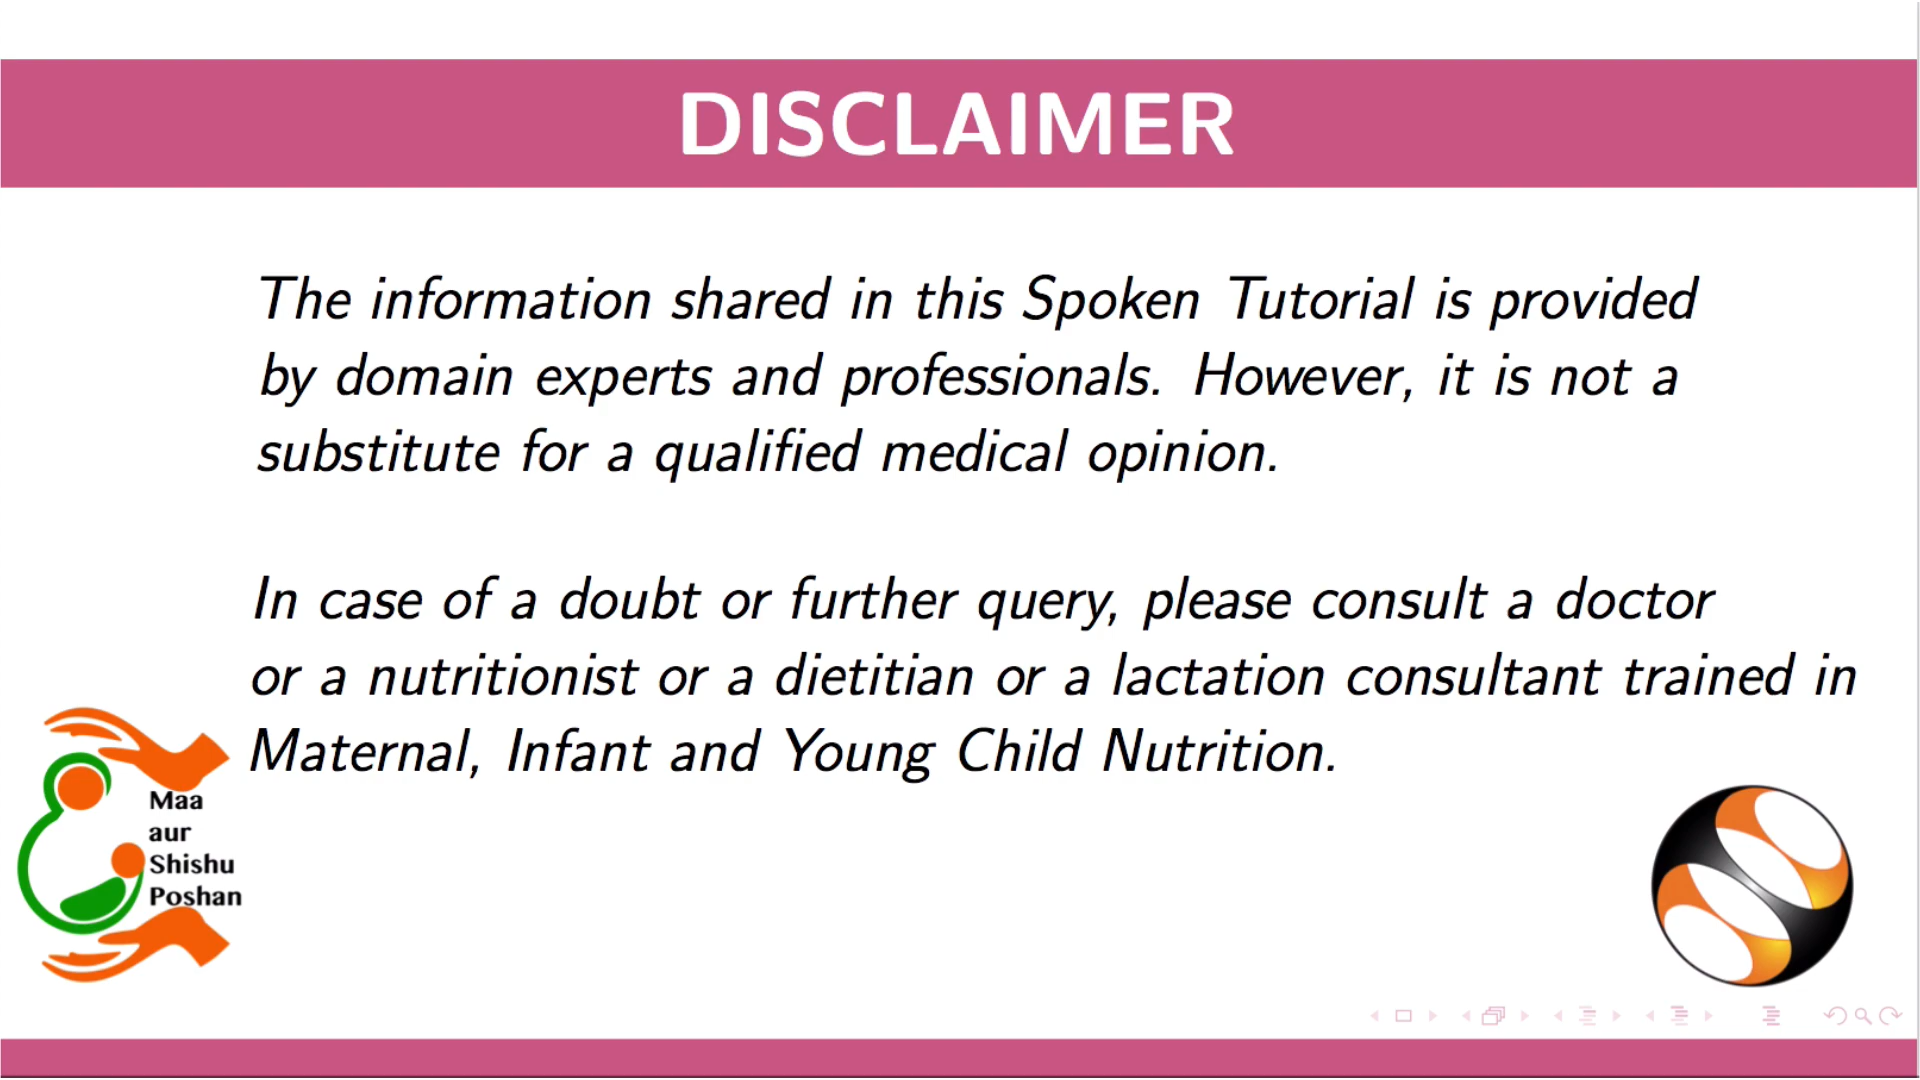 DISCLAIMER
The information shared in this Spoken Tutorial is provided
by domain experts and professionals. However, it is not a
substitute for a qualified medical opinion.
In case of a doubt or further query, please consult a doctor
or a nutritionist or a dietitian or a lactation consultant trained in
Maternal, Infant and Young Child Nutrition.
Maa
aur
Shishu
Poshan